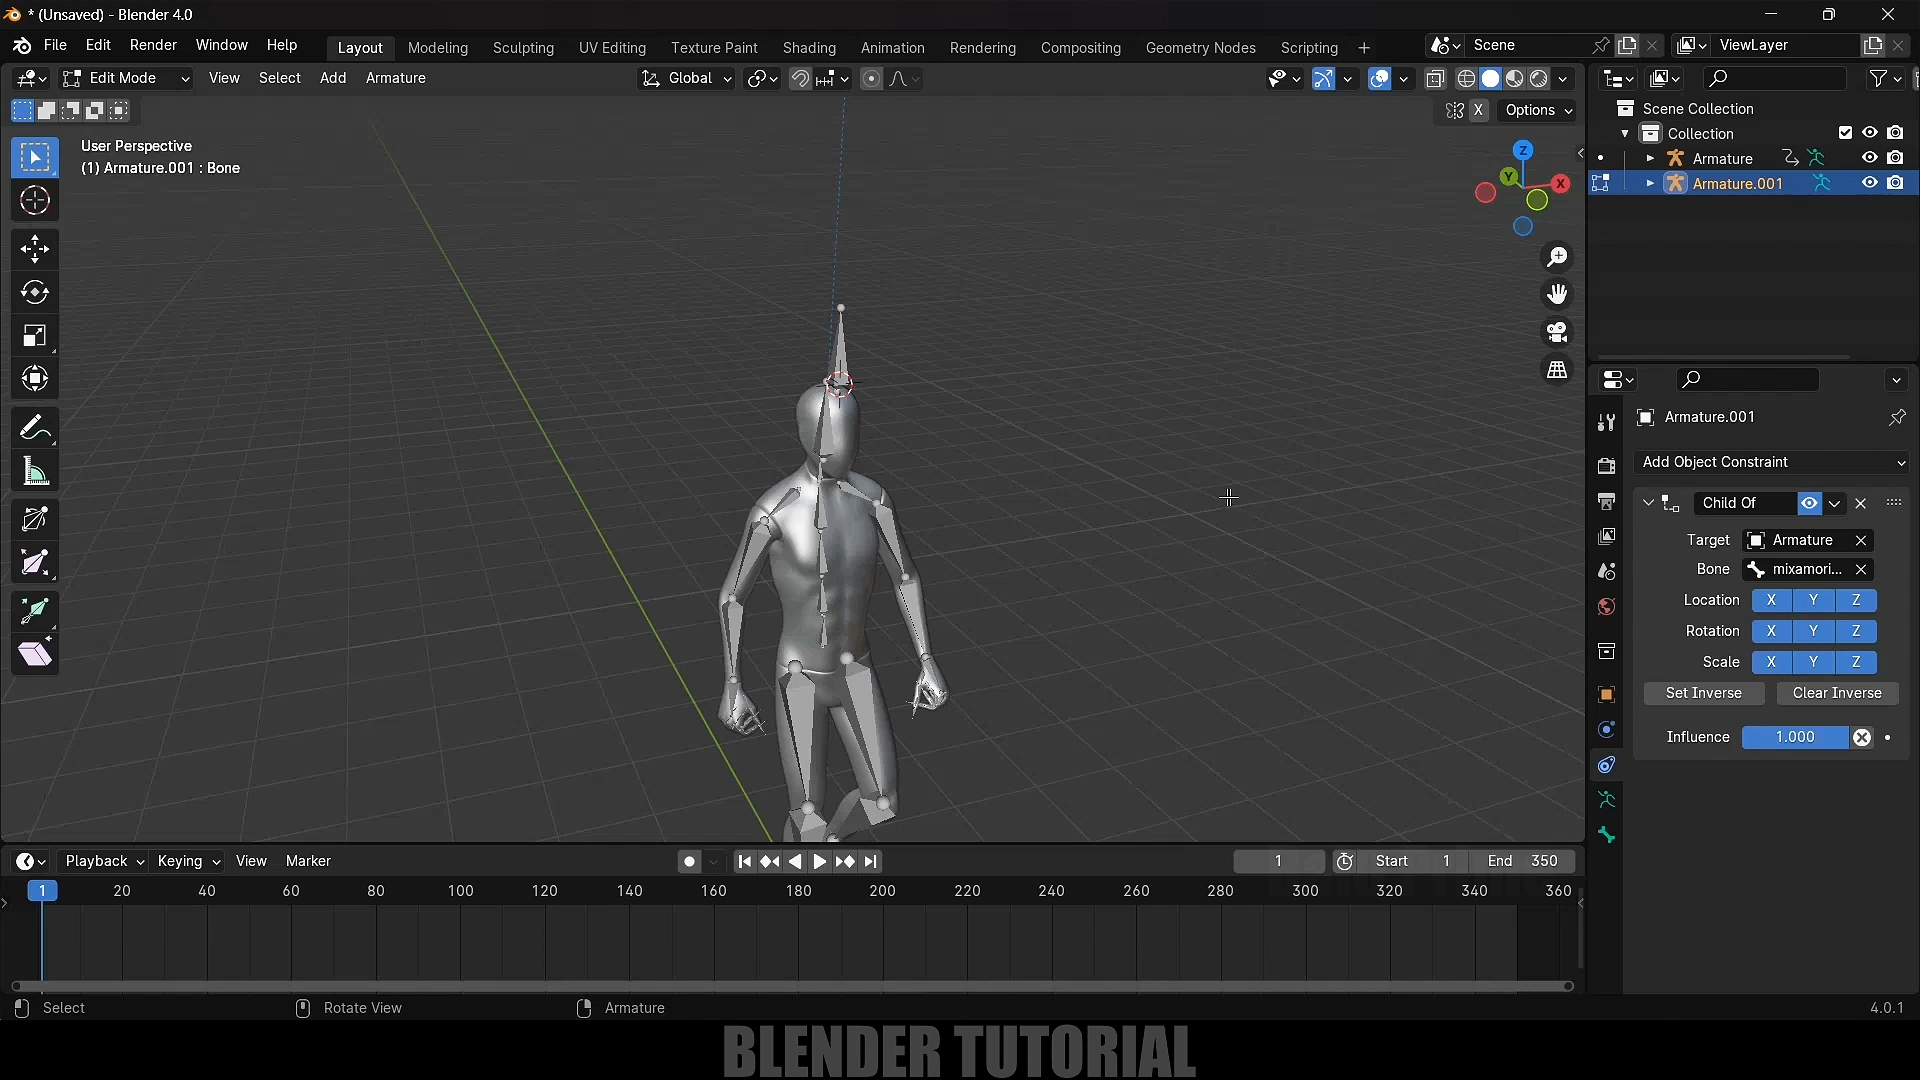 * (Unsaved) - Blender 4.0
File Edit Render Window Help Layout Modeling Sculpting UV Editing Texture Paint Shading Animation Rendering Compositing Geometry Nodes Scripting + Scene ViewLayer
Edit Mode View Select Add Armature Global
X Options
User Perspective
(1) Armature.001 : Bone
Z
Y
X
Scene Collection
Collection
Armature
Armature.001
Armature.001
Add Object Constraint
Child Of
Target Armature
Bone mixamori...
Location X Y Z
Rotation X Y Z
Scale X Y Z
Set Inverse Clear Inverse
Influence 1.000
Playback Keying View Marker 1 Start 1 End 350
1 20 40 60 80 100 120 140 160 180 200 220 240 260 280 300 320 340 360
Select Rotate View Armature 4.0.1
BLENDER TUTORIAL